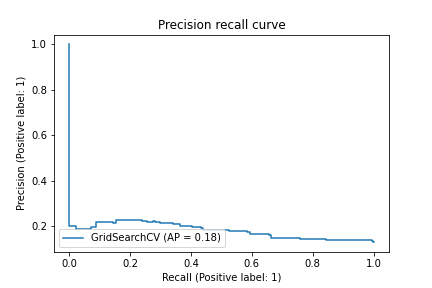 Precision recall curve
Precision (Positive label: 1)
1.0
0.8
0.6
0.4
0.2
GridSearchCV (AP = 0.18)
0.0 0.2 0.4 0.6 0.8 1.0
Recall (Positive label: 1)